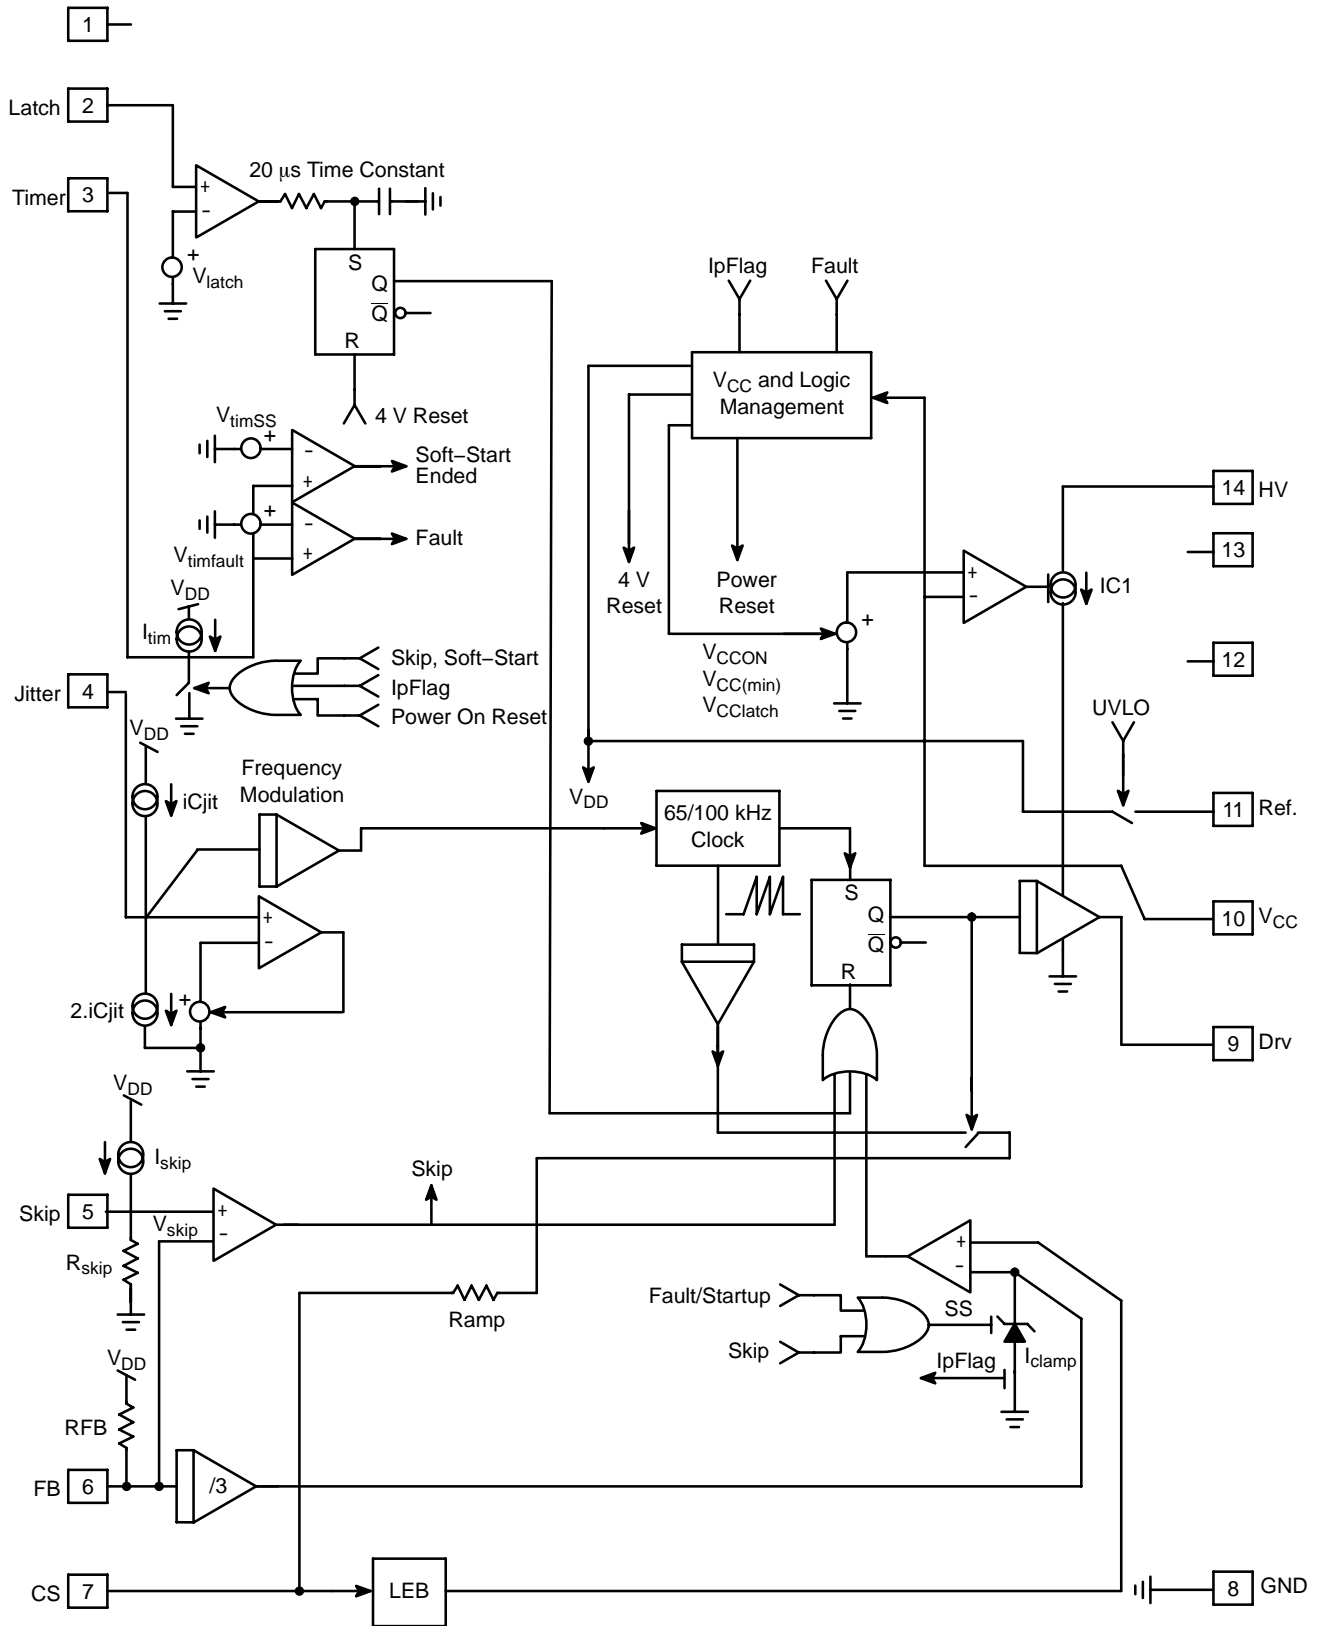 1
Latch 2
20 μs Time Constant
Timer 3
+
−
+
Vlatch
S
Q
Q
R
4 V Reset
IpFlag Fault
VCC and Logic
Management
VtimSS
+
−
+
Soft−Start
Ended
+
−
+
Fault
Vtimfault
14 HV
13
4 V
Reset
Power
Reset
+
−
IC1
+
VDD
Itim
Skip, Soft−Start
IpFlag
Power On Reset
VCCON
VCC(min)
VCClatch
12
Jitter 4
VDD
UVLO
Frequency
Modulation
iCjit
VDD
65/100 kHz
Clock
11 Ref.
+
−
S
Q
Q
R
10 VCC
2.iCjit
+
9 Drv
VDD
Iskip
Skip
Skip 5
Vskip
+
−
Rskip
+
−
Ramp
Fault/Startup
SS
Skip
IpFlag
Iclamp
VDD
RFB
FB 6
/3
CS 7
LEB
8 GND